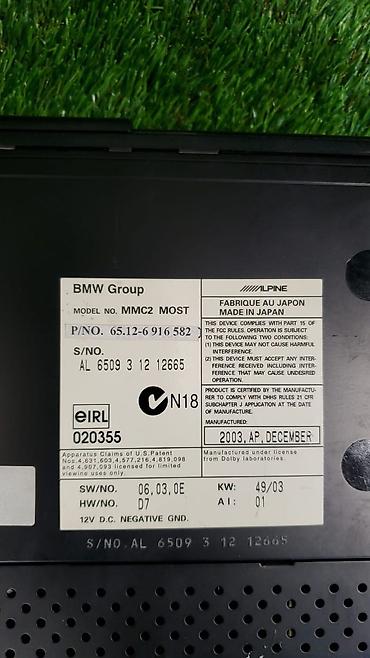 BMW Group
MODEL NO. MMC2 MOST
P/NO. 65.12-6 916 582
S/NO.
AL 6509 3 12 12665
N18
eIRL
020355
Apparatus Claims of U.S.Patent
Nos.4,631,603,4,577,216,4,819,098
and 4,907,093 licensed for limited
viewing uses only.
ALPINE
FABRIQUE AU JAPON
MADE IN JAPAN
THIS DEVICE COMPLIES WITH PART 15 OF
THE FCC RULES. OPERATION IS SUBJECT
TO THE FOLLOWING TWO CONDITIONS:
(1) THIS DEVICE MAY NOT CAUSE HARMFUL
INTERFERENCE.
(2) THIS DEVICE MUST ACCEPT ANY INTER-
FERENCE RECEIVED INCLUDING INTER-
FERENCE THAT MAY CAUSE UNDESIRED
OPERATION.
PRODUCT IS CERTIFIED BY THE MANUFACTU-
RER TO COMPLY WITH DHHS RULES 21 CFR
SUBCHAPTER J APPLICATION AT THE DATE
OF MANUFACTURE.
MANUFACTURED:
2003,AP,DECEMBER
Manufactured under license
from Dolby laboratories.
SW/NO. 06,03,0E KW: 49/03
HW/NO. D7 AI: 01
12V D.C. NEGATIVE GND.
S/NO.AL 6509 3 12 12665